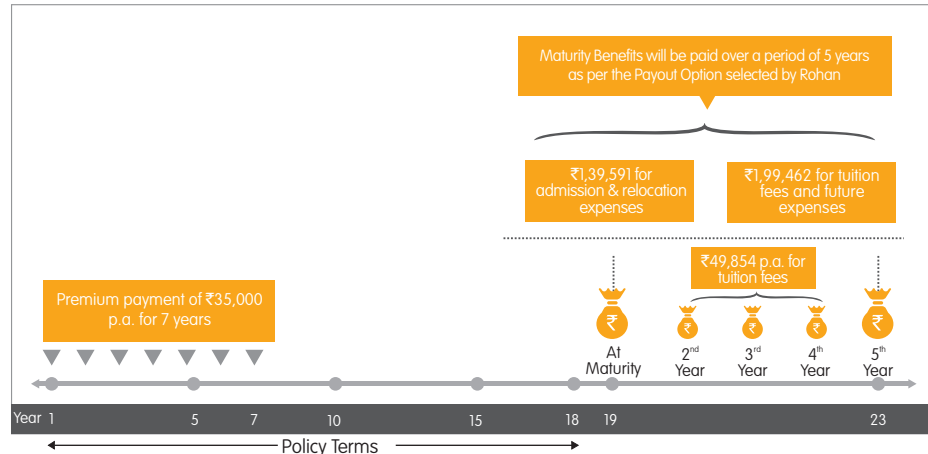 Maturity Benefits will be paid over a period of 5 years
as per the Payout Option selected by Rohan
₹1,39,591 for
admission & relocation
expenses
₹1,99,462 for tuition
fees and future
expenses
₹49,854 p.a. for
tuition fees
Premium payment of ₹35,000
p.a. for 7 years
₹
₹
₹
₹
₹
At
Maturity
2nd
Year
3rd
Year
4th
Year
5th
Year
Year 1 5 7 10 15 18 19 23
Policy Terms